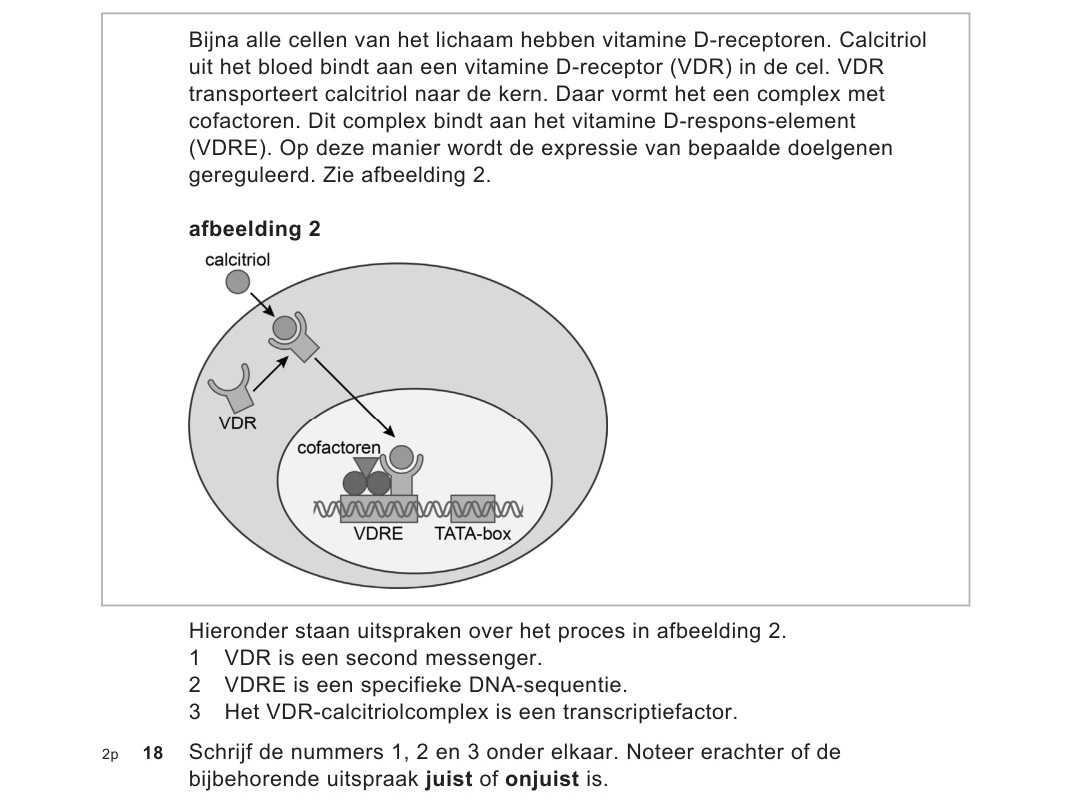 Bijna alle cellen van het lichaam hebben vitamine D-receptoren. Calcitriol
uit het bloed bindt aan een vitamine D-receptor (VDR) in de cel. VDR
transporteert calcitriol naar de kern. Daar vormt het een complex met
cofactoren. Dit complex bindt aan het vitamine D-respons-element
(VDRE). Op deze manier wordt de expressie van bepaalde doelgenen
gereguleerd. Zie afbeelding 2.
afbeelding 2
calcitriol
VDR
cofactoren
VDRE TATA-box
Hieronder staan uitspraken over het proces in afbeelding 2.
1 VDR is een second messenger.
2 VDRE is een specifieke DNA-sequentie.
3 Het VDR-calcitriolcomplex is een transcriptiefactor.
2p 18 Schrijf de nummers 1, 2 en 3 onder elkaar. Noteer erachter of de
bijbehorende uitspraak juist of onjuist is.